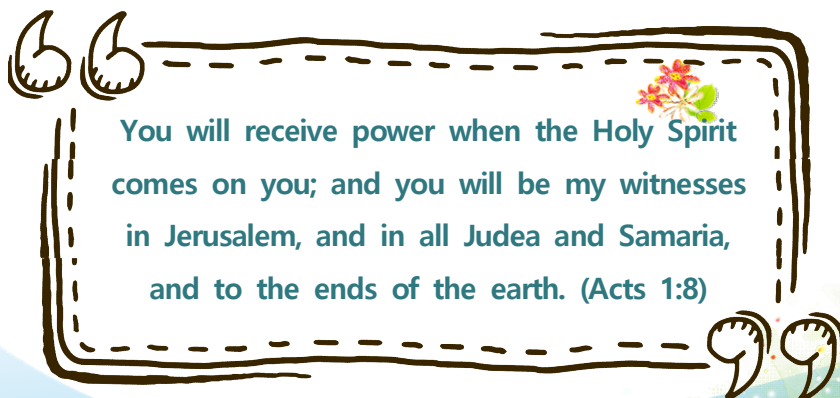 You will receive power when the Holy Spirit
comes on you; and you will be my witnesses
in Jerusalem, and in all Judea and Samaria,
and to the ends of the earth. (Acts 1:8)